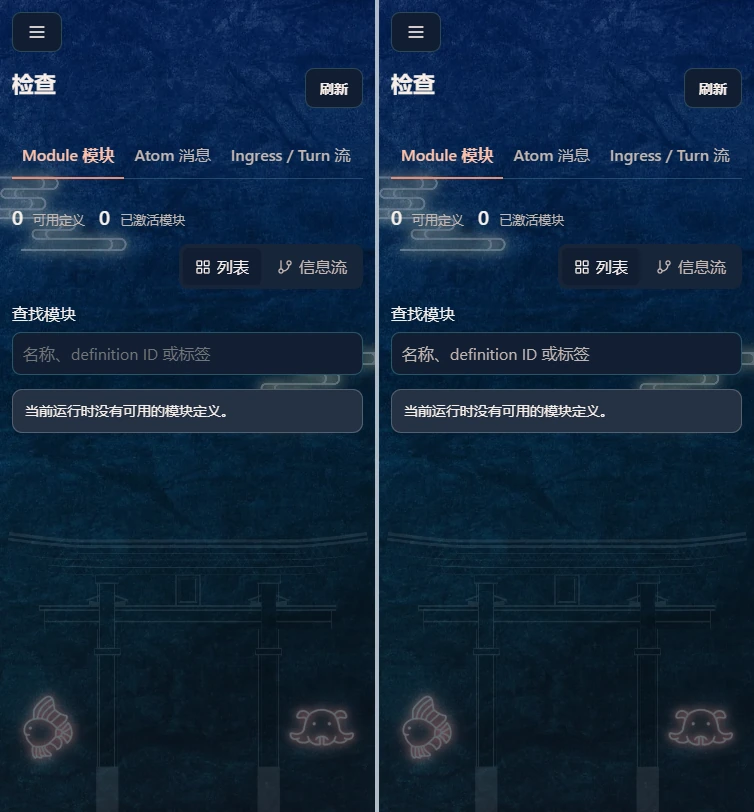 检查
刷新
Module 模块 Atom 消息 Ingress / Turn 流
0 可用定义 0 已激活模块
列表 信息流
查找模块
名称、definition ID 或标签
当前运行时没有可用的模块定义。
检查
刷新
Module 模块 Atom 消息 Ingress / Turn 流
0 可用定义 0 已激活模块
列表 信息流
查找模块
名称、definition ID 或标签
当前运行时没有可用的模块定义。